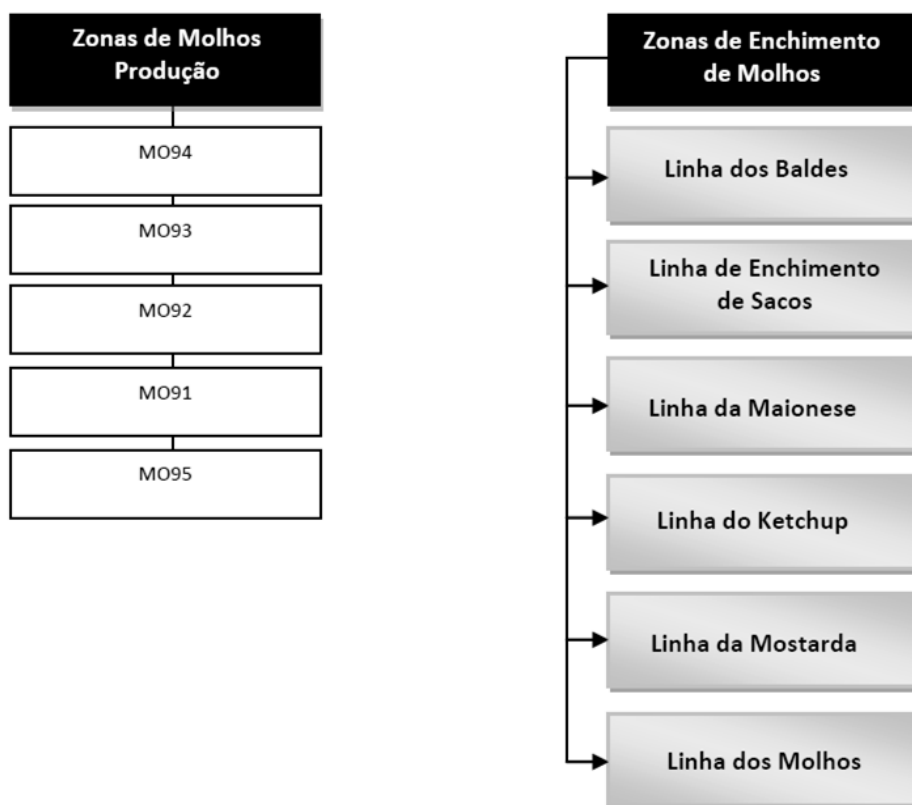 Zonas de Molhos
Produção
MO94
MO93
MO92
MO91
MO95
Zonas de Enchimento
de Molhos
Linha dos Baldes
Linha de Enchimento
de Sacos
Linha da Maionese
Linha do Ketchup
Linha da Mostarda
Linha dos Molhos